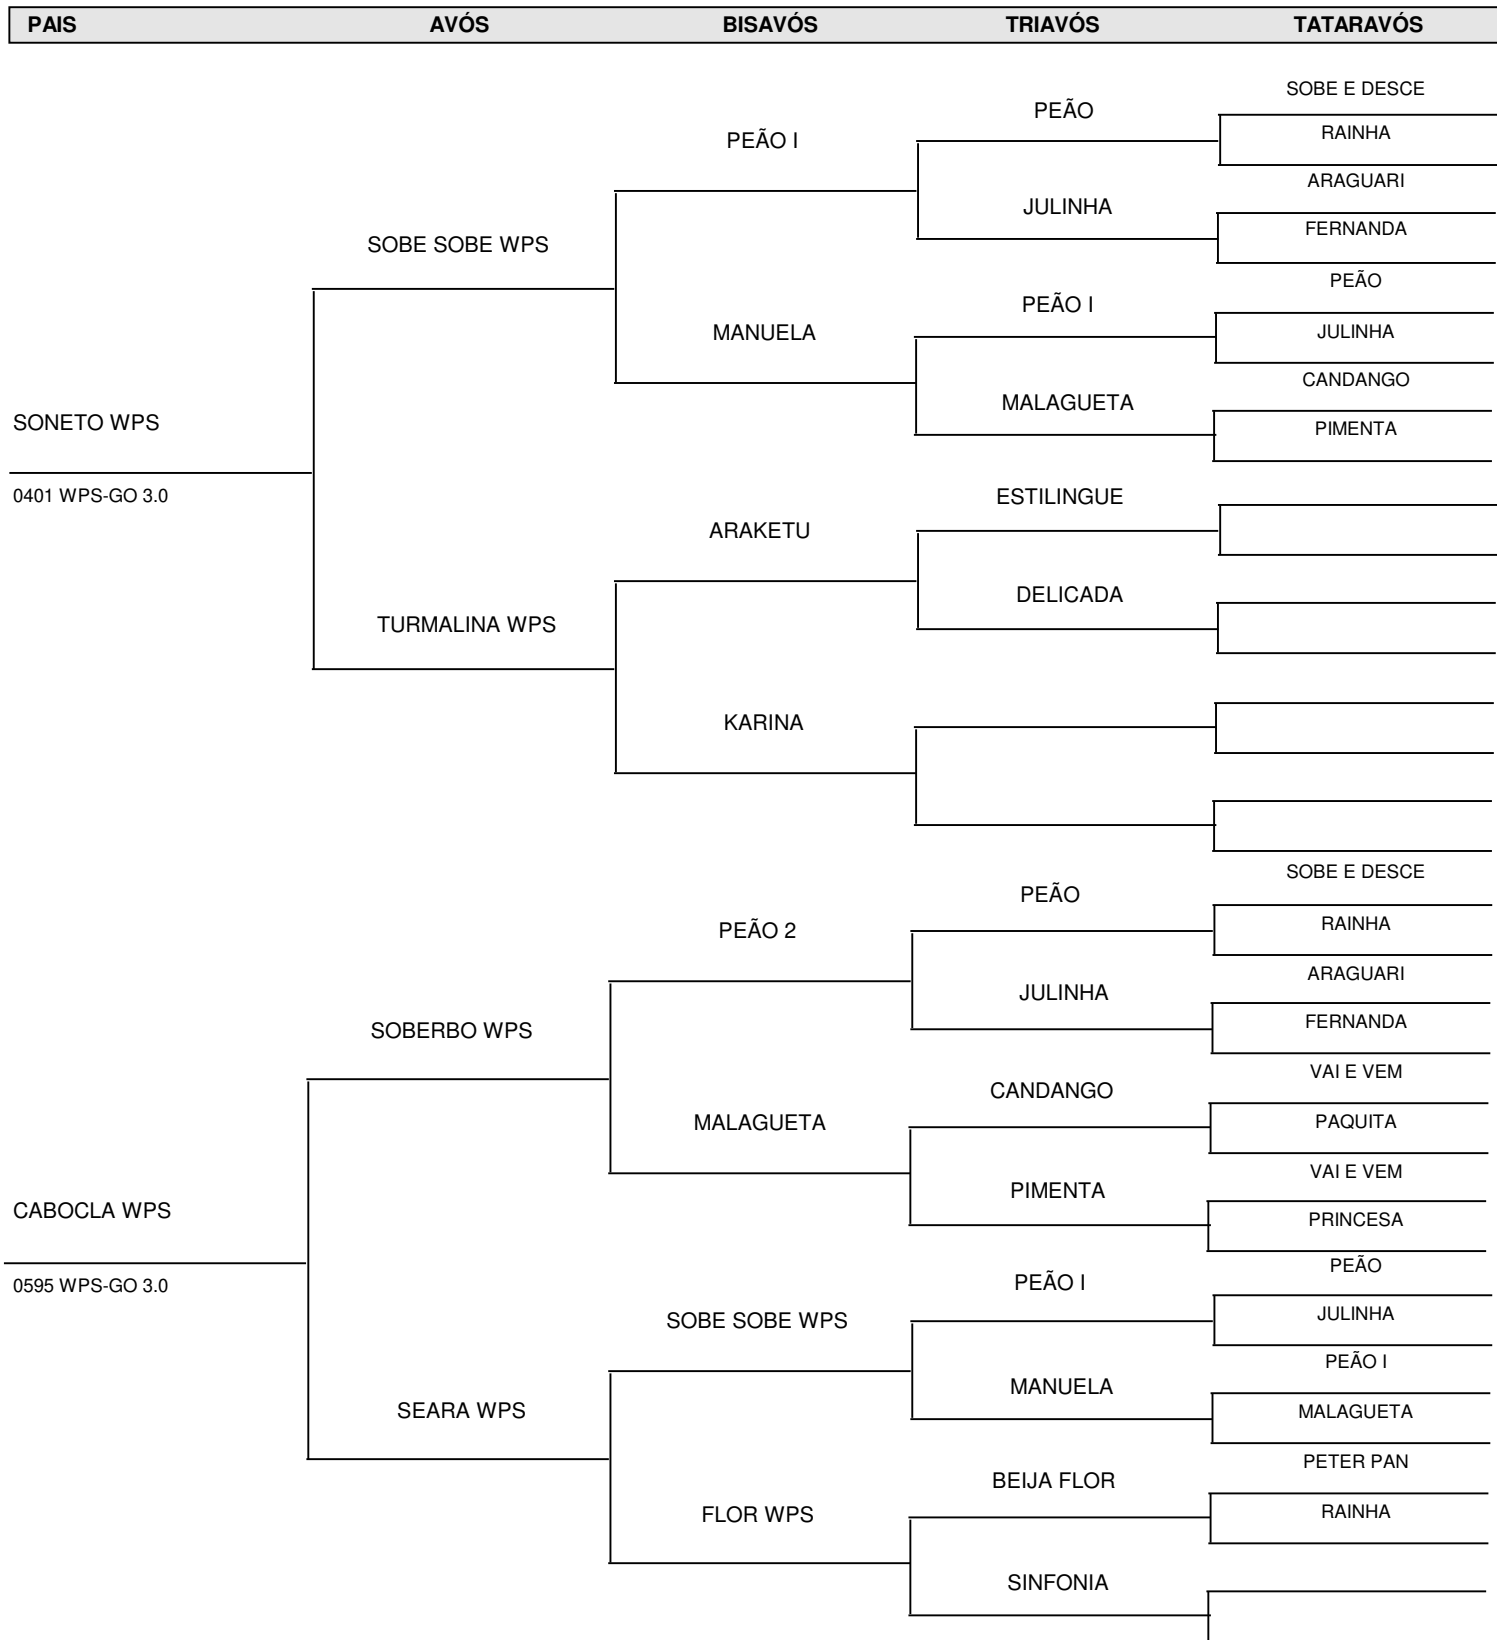 PAIS AVÓS BISAVÓS TRIAVÓS TATARAVÓS
SOBE E DESCE
PEÃO
RAINHA
PEÃO I
ARAGUARI
JULINHA
FERNANDA
SOBE SOBE WPS
PEÃO
PEÃO I
JULINHA
MANUELA
CANDANGO
MALAGUETA
SONETO WPS
PIMENTA
0401 WPS-GO 3.0
ESTILINGUE
ARAKETU
DELICADA
TURMALINA WPS
KARINA
SOBE E DESCE
PEÃO
RAINHA
PEÃO 2
ARAGUARI
JULINHA
FERNANDA
SOBERBO WPS
VAI E VEM
CANDANGO
PAQUITA
MALAGUETA
VAI E VEM
PIMENTA
CABOCLA WPS
PRINCESA
PEÃO
0595 WPS-GO 3.0
PEÃO I
JULINHA
SOBE SOBE WPS
PEÃO I
MANUELA
SEARA WPS
MALAGUETA
PETER PAN
BEIJA FLOR
RAINHA
FLOR WPS
SINFONIA